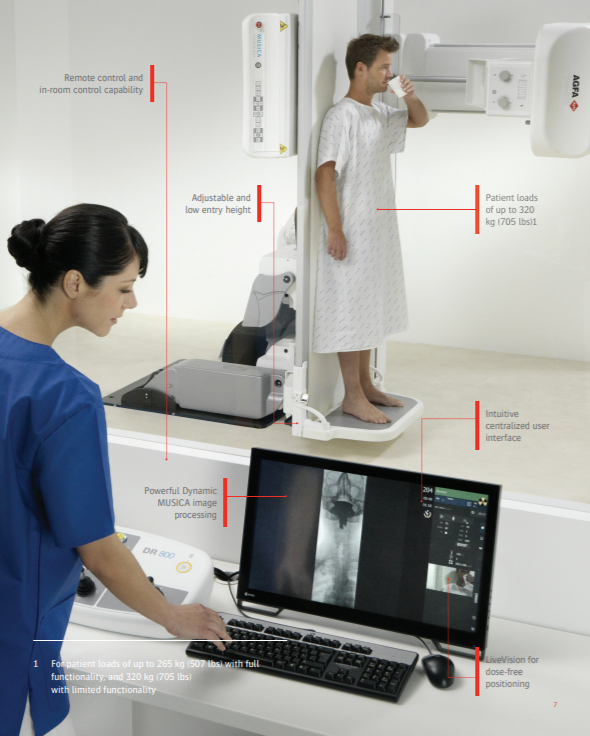 MUSICA
AGFA
Remote control and
in-room control capability
Adjustable and
low entry height
Patient loads
of up to 320
kg (705 lbs)1
Intuitive
centralized user
interface
Powerful Dynamic
MUSICA image
processing
204
DR 800
LiveVision for
dose-free
positioning
1 For patient loads of up to 265 kg (507 lbs) with full
functionality, and 320 kg (705 lbs)
with limited functionality
7